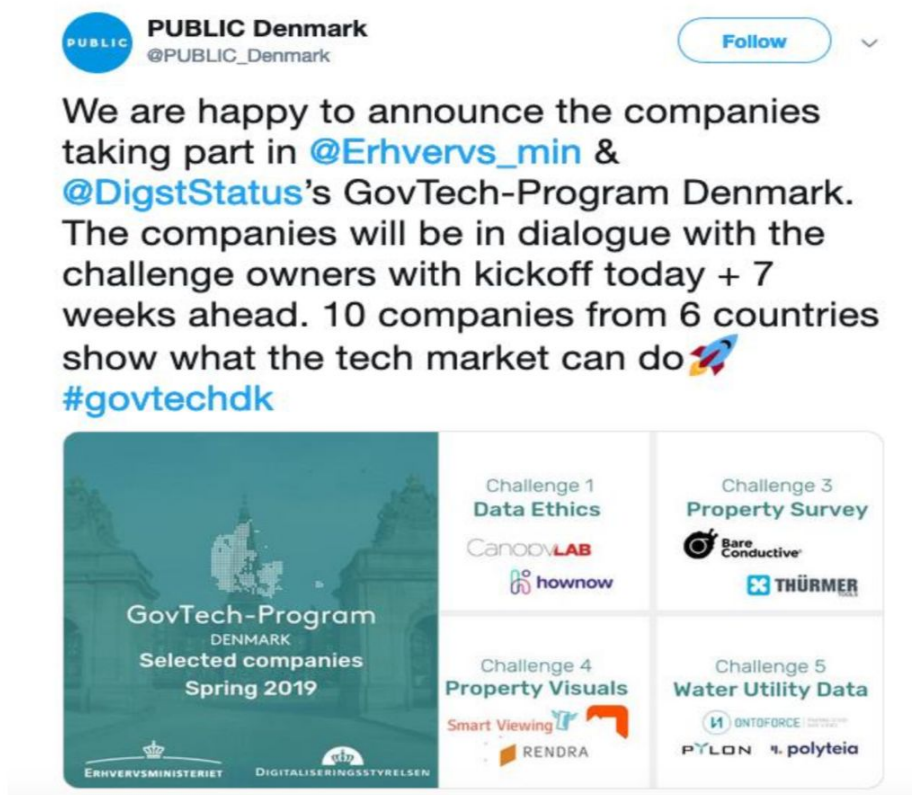 PUBLIC
PUBLIC Denmark
@PUBLIC_Denmark
Follow
We are happy to announce the companies
taking part in @Erhvervs_min &
@DigstStatus's GovTech-Program Denmark.
The companies will be in dialogue with the
challenge owners with kickoff today + 7
weeks ahead. 10 companies from 6 countries
show what the tech market can do🚀
#govtechdk
GovTech-Program
DENMARK
Selected companies
Spring 2019
ERHVERVSMINISTERIET
DIGITALISERINGSSTYRELSEN
Challenge 1
Data Ethics
CanopyLAB
hownow
Challenge 3
Property Survey
Bare
Conductive
THÜRMER
TOOLS
Challenge 4
Property Visuals
Smart Viewing
RENDRA
Challenge 5
Water Utility Data
ONTOFORCE
PYLON polyteia